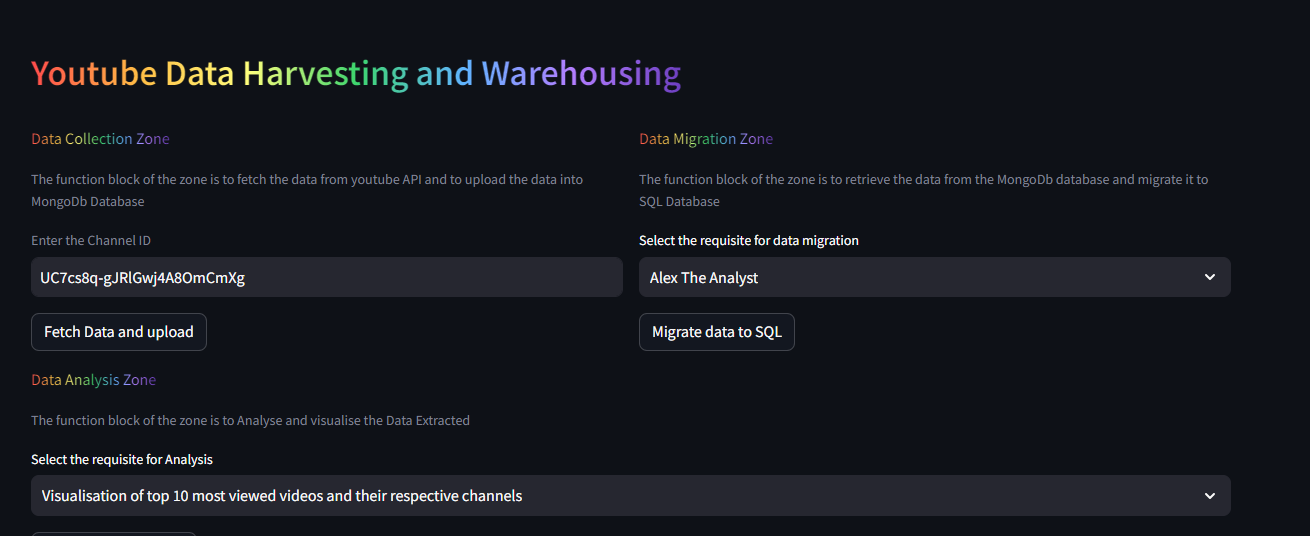 Youtube Data Harvesting and Warehousing
Data Collection Zone
The function block of the zone is to fetch the data from youtube API and to upload the data into
MongoDb Database
Enter the Channel ID
UC7cs8q-gJRlGwj4A8OmCmXg
Fetch Data and upload
Data Migration Zone
The function block of the zone is to retrieve the data from the MongoDb database and migrate it to
SQL Database
Select the requisite for data migration
Alex The Analyst
Migrate data to SQL
Data Analysis Zone
The function block of the zone is to Analyse and visualise the Data Extracted
Select the requisite for Analysis
Visualisation of top 10 most viewed videos and their respective channels